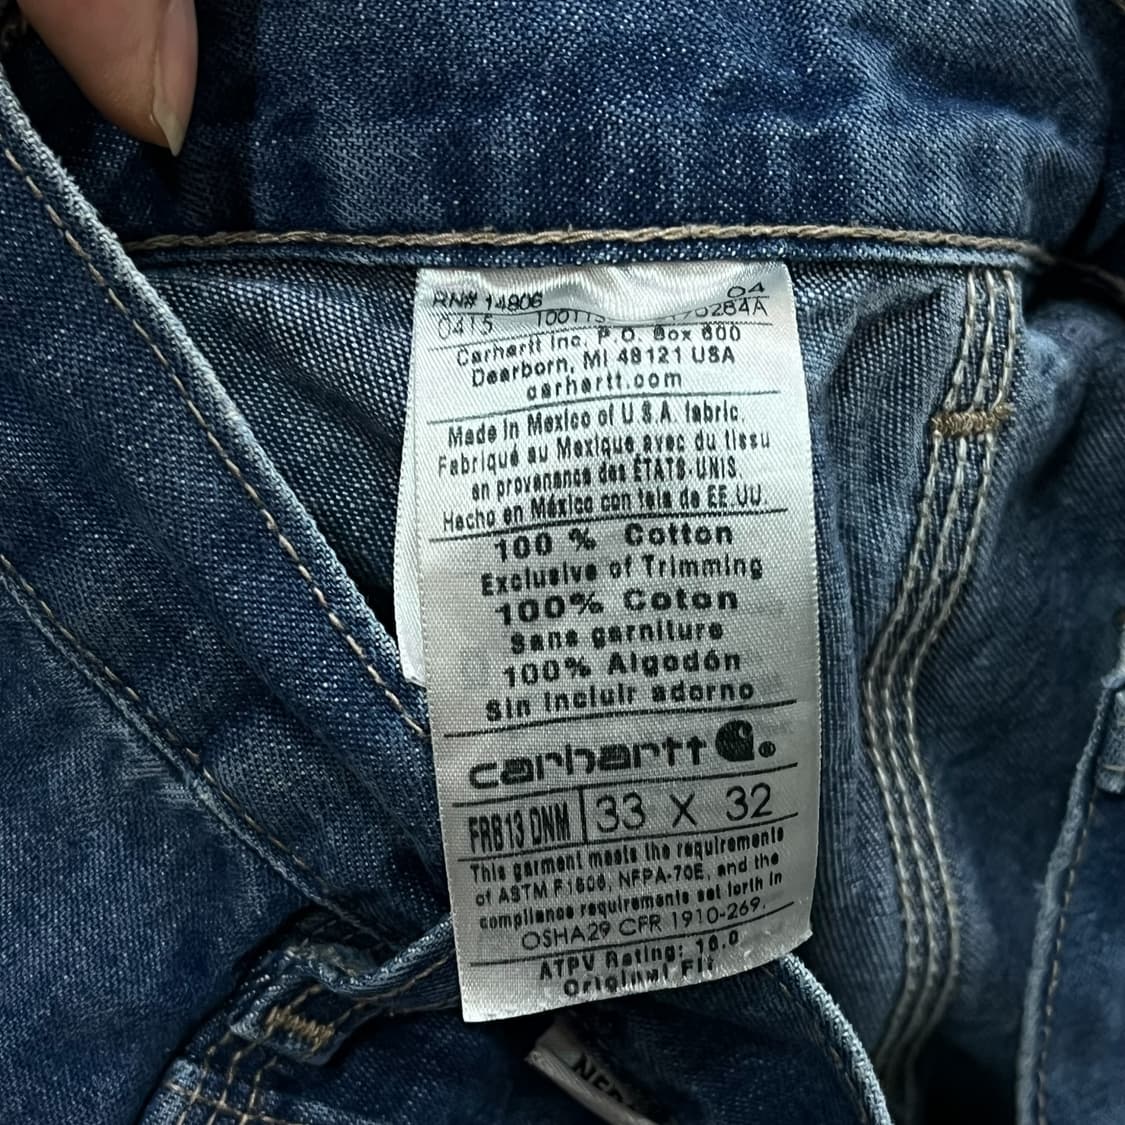 RN# 14806 04
0415
Carhartt Inc. P.O. Box 600
Dearborn, MI 48121 USA
carhartt.com
Made in Mexico of U.S.A. fabric.
Fabriqué au Mexique avec du tissu
en provenance des ÉTATS-UNIS
Hecho en México con tela de EE.UU.
100 % Cotton
Exclusive of Trimming
100% Coton
Sans garniture
100% Algodón
Sin incluir adorno
carhartt ®
FRB13 DNM 33 X 32
This garment meets the requirements
of ASTM F1506, NFPA-70E, and the
compliance requirements set forth in
OSHA29 CFR 1910-269.
ATPV Rating:
Original Fit